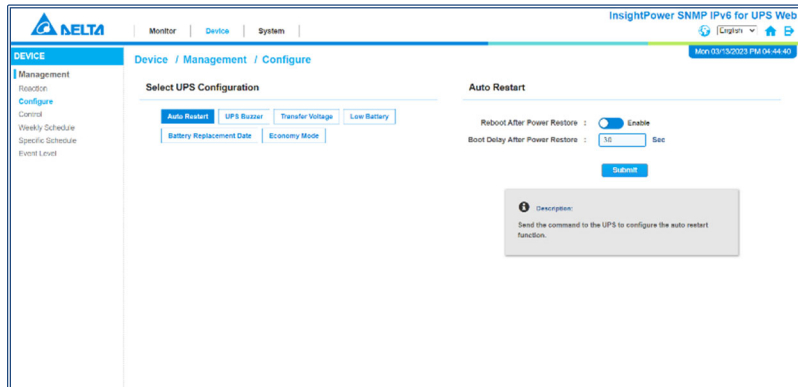 InsightPower SNMP IPv6 for UPS Web
DELTA
Monitor Device System
English
Mon 03/13/2023 PM 04:44:40
DEVICE
Management
Reaction
Configure
Control
Weekly Schedule
Specific Schedule
Event Level
Device / Management / Configure
Select UPS Configuration
Auto Restart UPS Buzzer Transfer Voltage Low Battery
Battery Replacement Date Economy Mode
Auto Restart
Reboot After Power Restore : Enable
Boot Delay After Power Restore : 30 Sec
Submit
Description:
Send the command to the UPS to configure the auto restart
function.